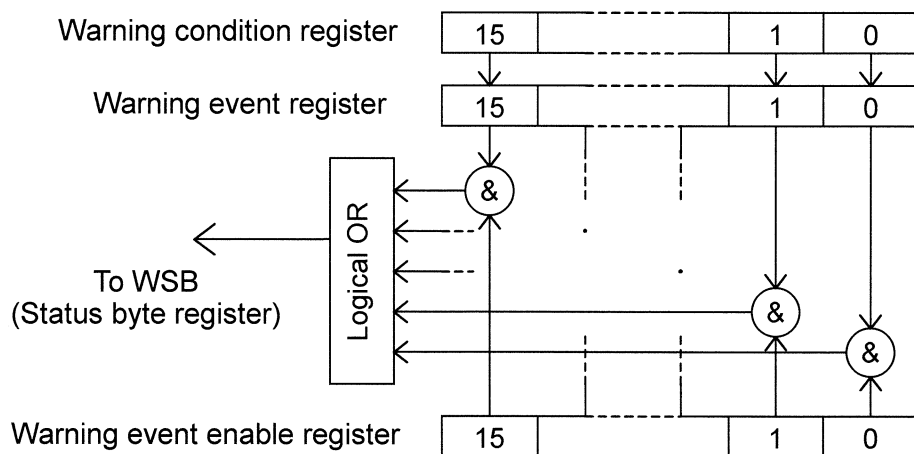 Warning condition register 15 1 0
Warning event register 15 1 0
&
Logical OR
To WSB
(Status byte register)
&
&
Warning event enable register 15 1 0